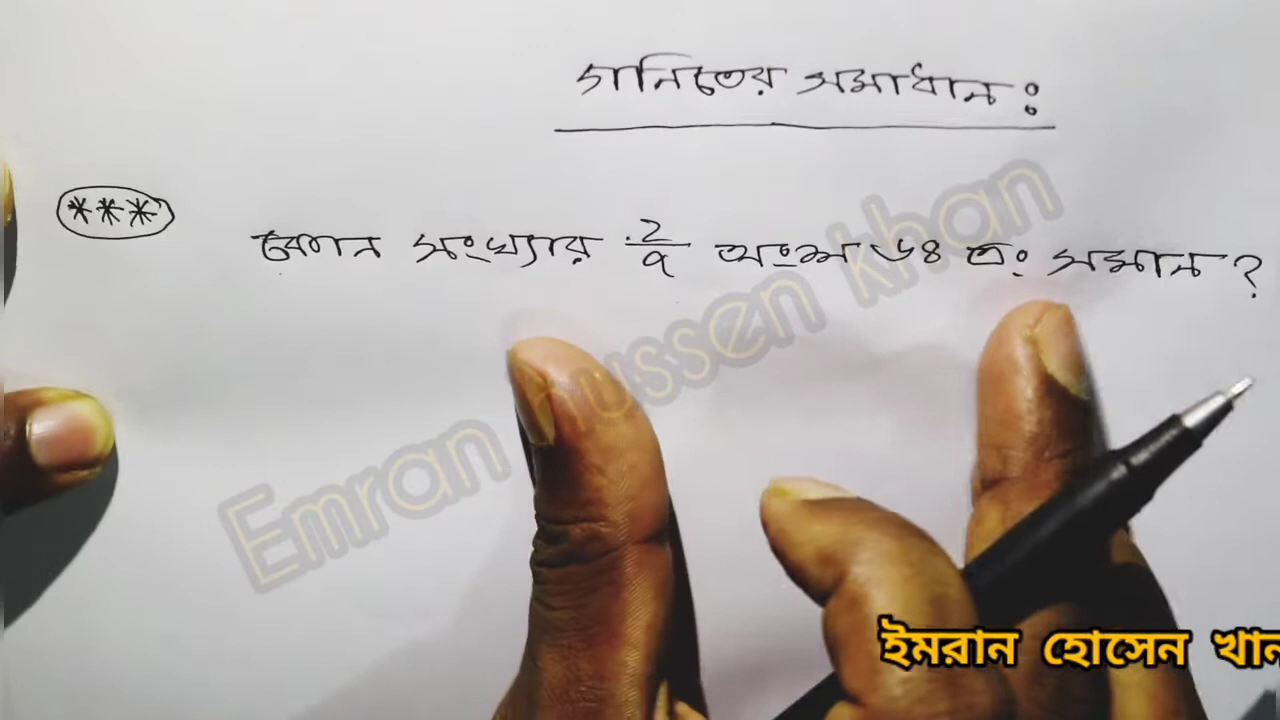 গানিতের সমাধান :
*** কোন সংখ্যার ২/৭ অংশ ৬৪ এর সমান ?
Emran hussen khan
ইমরান হোসেন খান